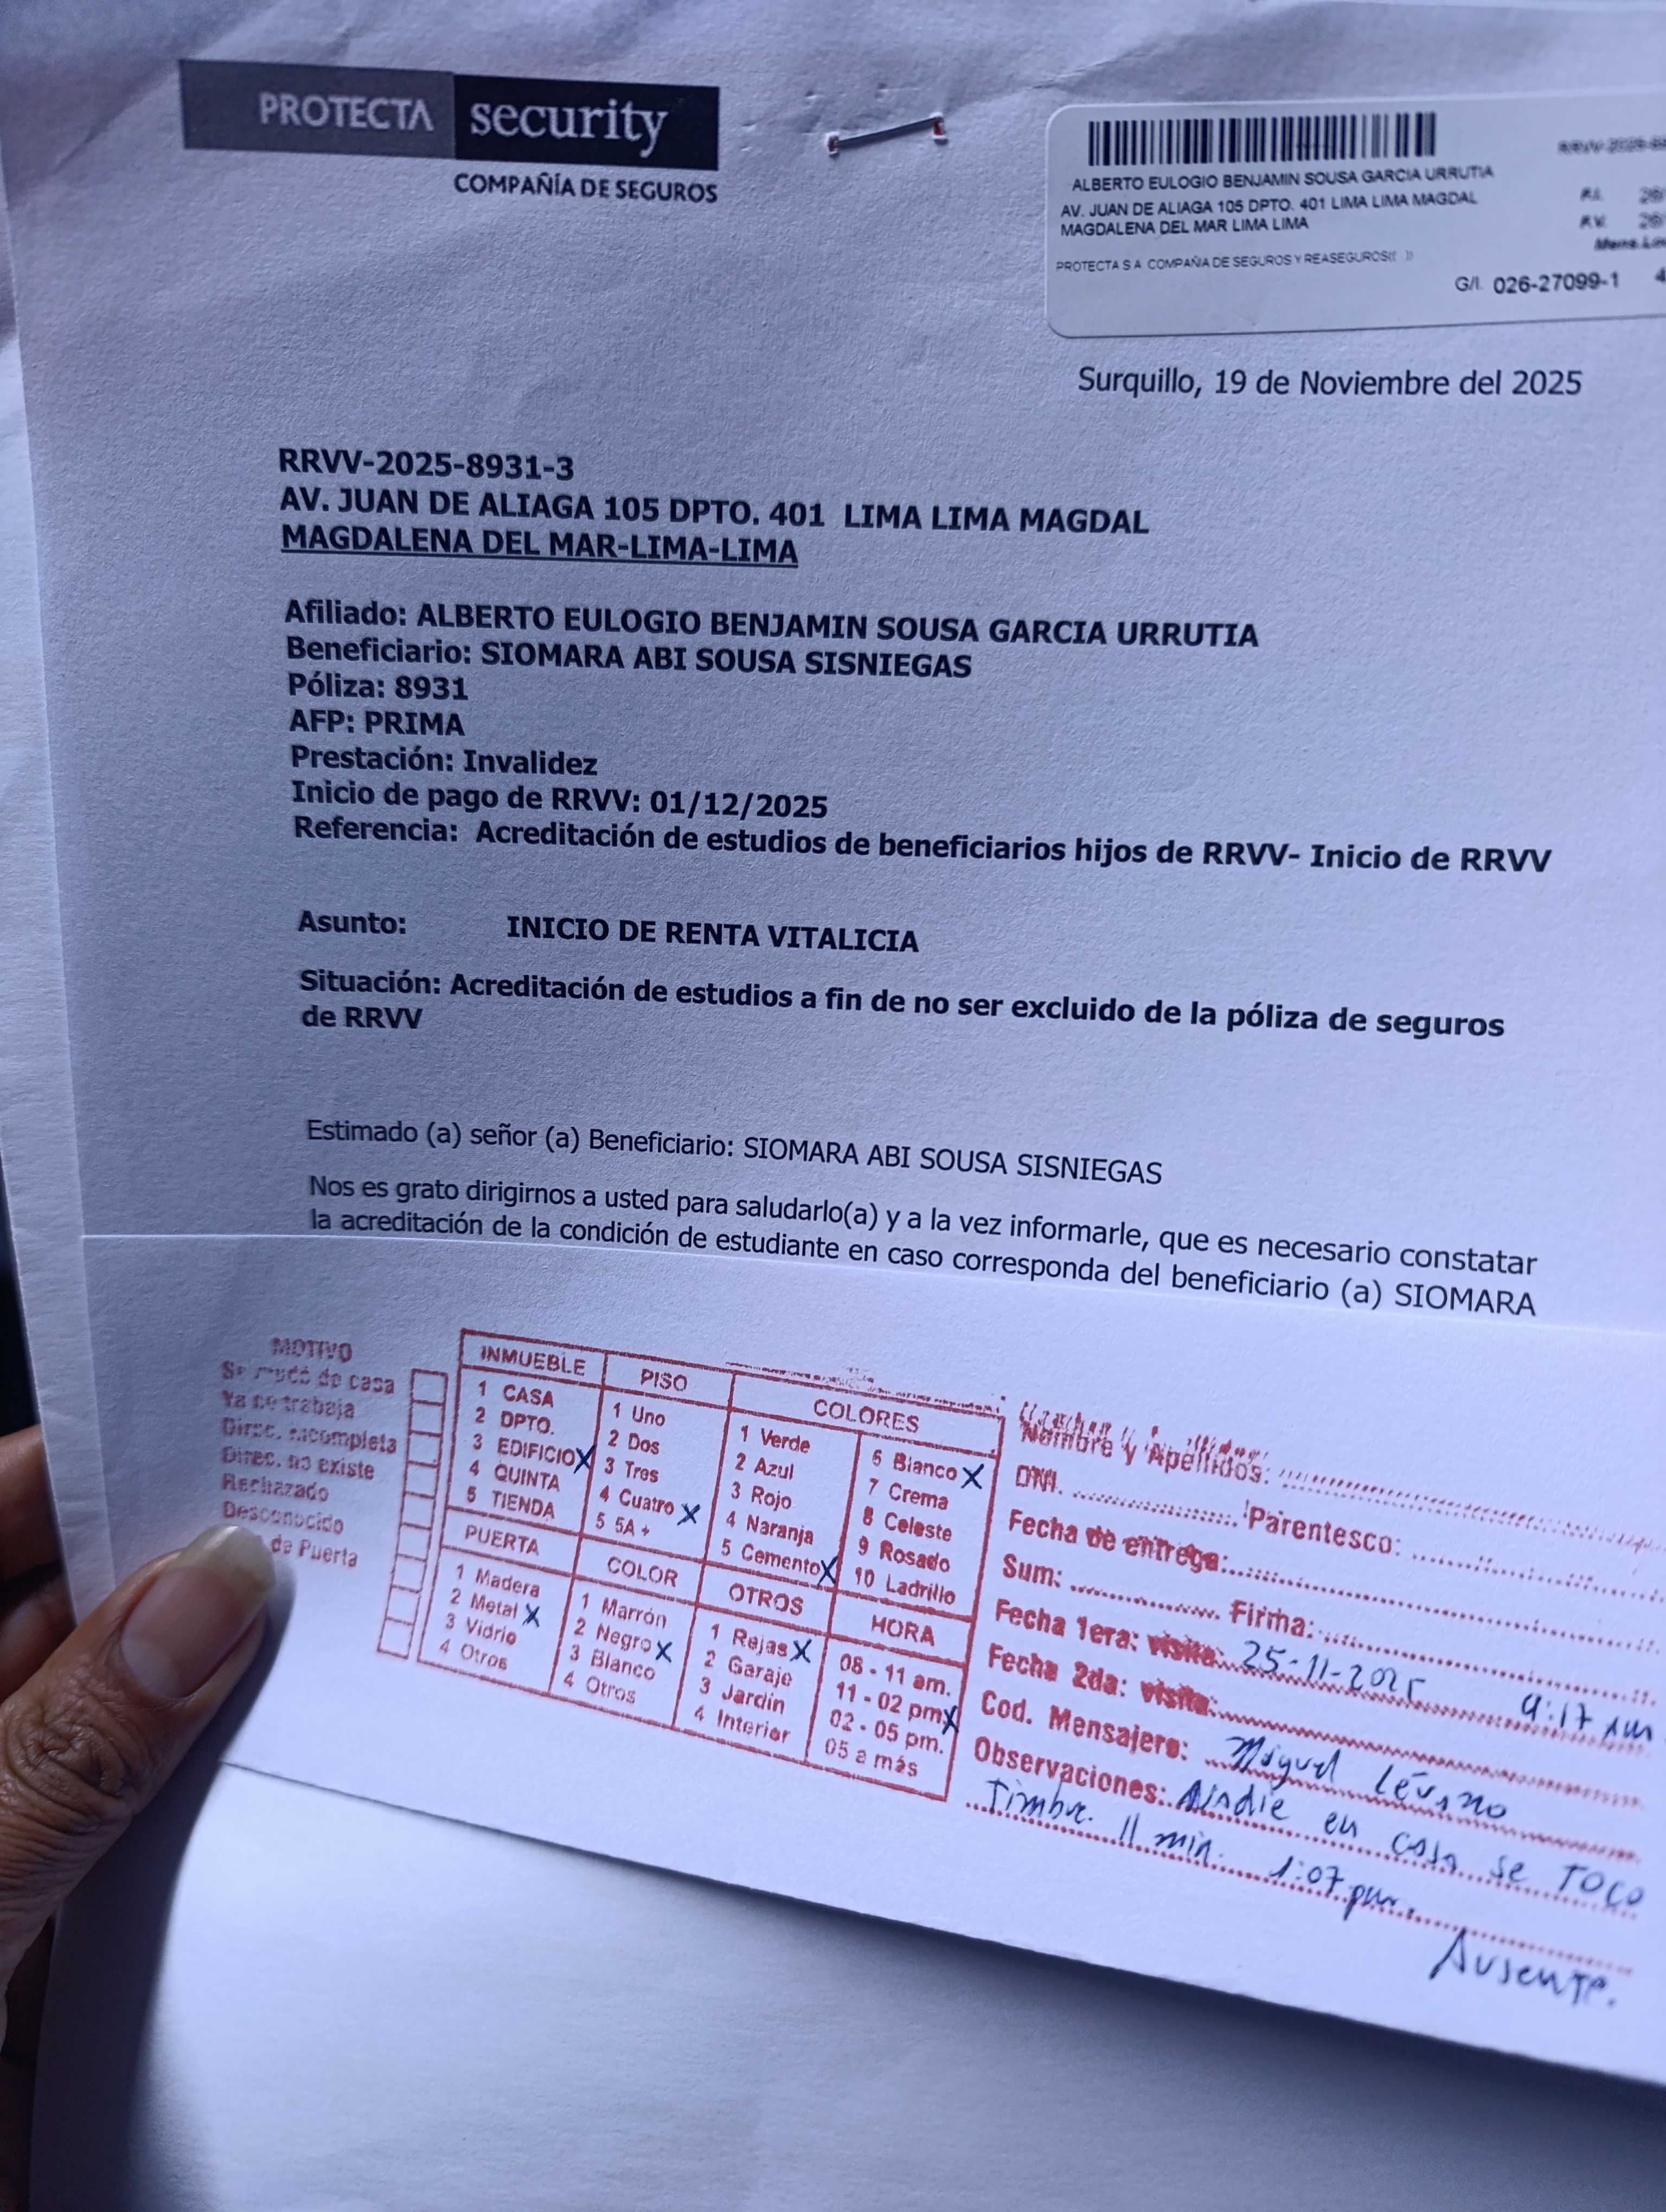 PROTECTA security
COMPAÑÍA DE SEGUROS
ALBERTO EULOGIO BENJAMIN SOUSA GARCIA URRUTIA
AV. JUAN DE ALIAGA 105 DPTO. 401 LIMA LIMA MAGDAL
MAGDALENA DEL MAR LIMA LIMA
PROTECTA S A COMPAÑIA DE SEGUROS Y REASEGUROS( )
G/I. 026-27099-1
Surquillo, 19 de Noviembre del 2025
RRVV-2025-8931-3
AV. JUAN DE ALIAGA 105 DPTO. 401 LIMA LIMA MAGDAL
MAGDALENA DEL MAR-LIMA-LIMA
Afiliado: ALBERTO EULOGIO BENJAMIN SOUSA GARCIA URRUTIA
Beneficiario: SIOMARA ABI SOUSA SISNIEGAS
Póliza: 8931
AFP: PRIMA
Prestación: Invalidez
Inicio de pago de RRVV: 01/12/2025
Referencia: Acreditación de estudios de beneficiarios hijos de RRVV- Inicio de RRVV
Asunto: INICIO DE RENTA VITALICIA
Situación: Acreditación de estudios a fin de no ser excluido de la póliza de seguros
de RRVV
Estimado (a) señor (a) Beneficiario: SIOMARA ABI SOUSA SISNIEGAS
Nos es grato dirigirnos a usted para saludarlo(a) y a la vez informarle, que es necesario constatar
la acreditación de la condición de estudiante en caso corresponda del beneficiario (a) SIOMARA
MOTIVO
Se mudó de casa
Ya no trabaja
Direc. incompleta
Direc. no existe
Rechazado
Desconocido
de Puerta
INMUEBLE
1 CASA
2 DPTO.
3 EDIFICIO X
4 QUINTA
5 TIENDA
PISO
1 Uno
2 Dos
3 Tres
4 Cuatro X
5 5A +
COLORES
1 Verde
2 Azul
3 Rojo
4 Naranja
5 Cemento X
6 Blanco X
7 Crema
8 Celeste
9 Rosado
10 Ladrillo
PUERTA
1 Madera
2 Metal X
3 Vidrio
4 Otros
COLOR
1 Marrón
2 Negro X
3 Blanco
4 Otros
OTROS
1 Rejas X
2 Garaje
3 Jardín
4 Interior
HORA
08 - 11 am.
11 - 02 pm. X
02 - 05 pm.
05 a más
Nombre y Apellidos:
DNI. Parentesco:
Fecha de entrega:
Sum: Firma:
Fecha 1era: visita: 25-11-2025 9:17 am
Fecha 2da: visita:
Cod. Mensajero: Miguel Lévano
Observaciones: Nadie en casa se TOCO
Timbre. 11 min. 1:07 pm.
Ausente.